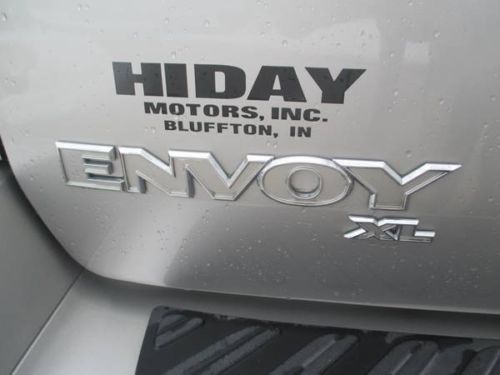 HIDAY
MOTORS, INC.
BLUFFTON, IN
ENVOY
XL